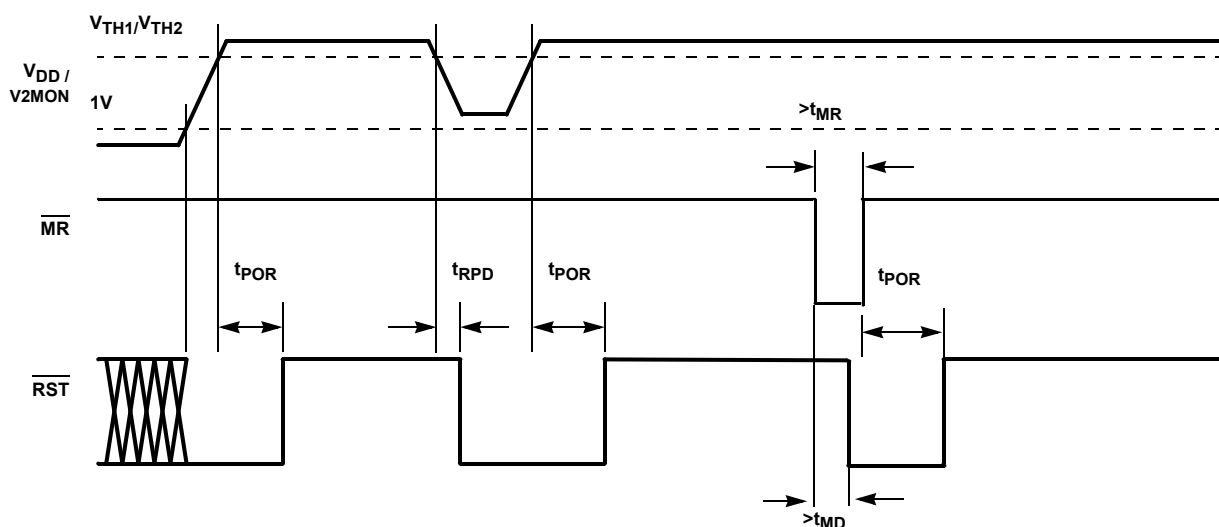 VTH1/VTH2
VDD /
V2MON
1V
>tMR
MR
tPOR
tRPD
tPOR
tPOR
RST
>tMD